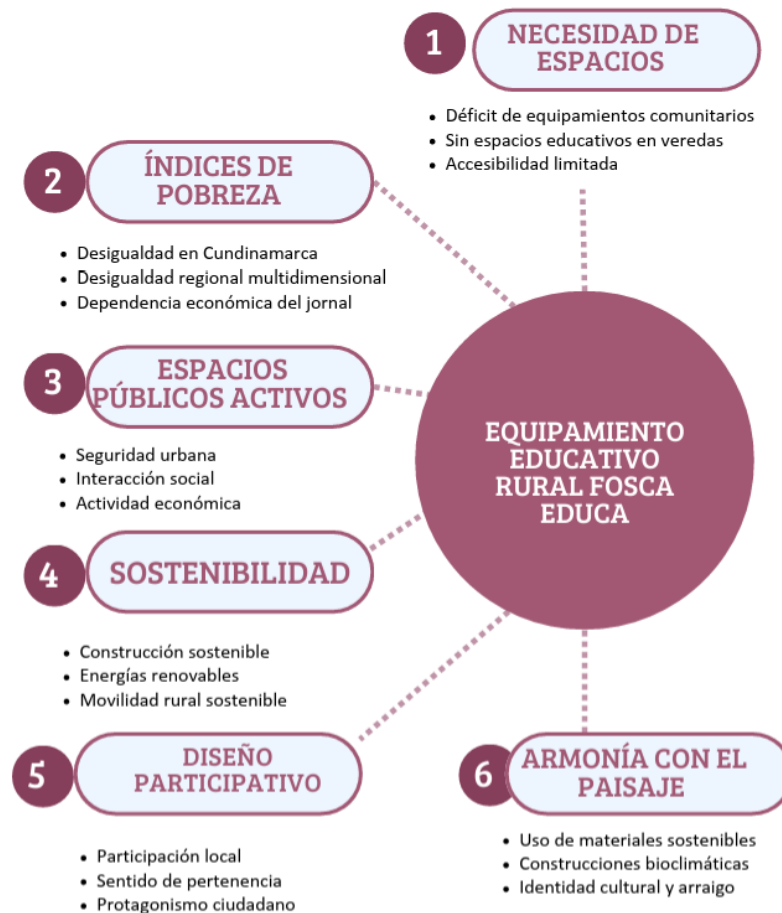 1
NECESIDAD DE
ESPACIOS
• Déficit de equipamientos comunitarios
• Sin espacios educativos en veredas
• Accesibilidad limitada
2
ÍNDICES DE
POBREZA
• Desigualdad en Cundinamarca
• Desigualdad regional multidimensional
• Dependencia económica del jornal
3
ESPACIOS
PÚBLICOS ACTIVOS
• Seguridad urbana
• Interacción social
• Actividad económica
EQUIPAMIENTO
EDUCATIVO
RURAL FOSCA
EDUCA
4
SOSTENIBILIDAD
• Construcción sostenible
• Energías renovables
• Movilidad rural sostenible
5
DISEÑO
PARTICIPATIVO
• Participación local
• Sentido de pertenencia
• Protagonismo ciudadano
6
ARMONÍA CON EL
PAISAJE
• Uso de materiales sostenibles
• Construcciones bioclimáticas
• Identidad cultural y arraigo